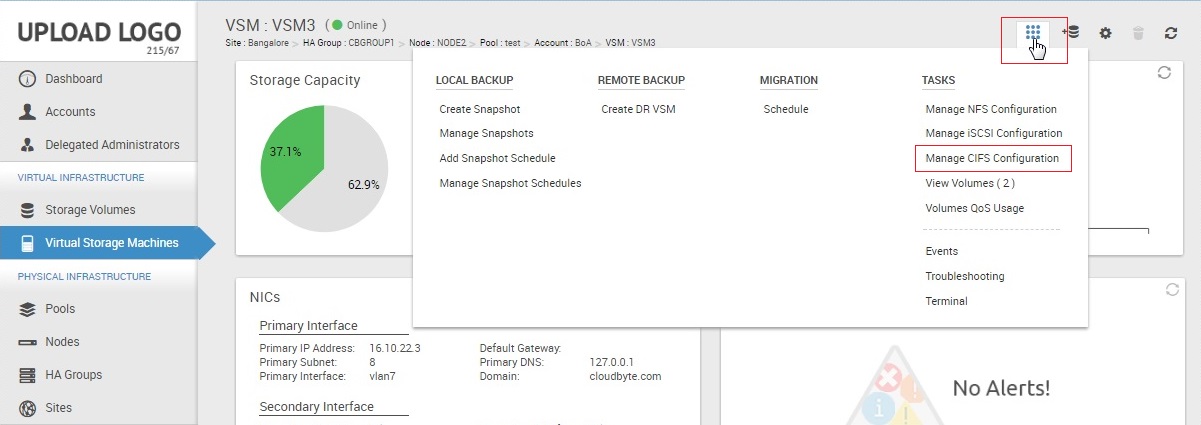 UPLOAD LOGO
215/67
Dashboard
Accounts
Delegated Administrators
VIRTUAL INFRASTRUCTURE
Storage Volumes
Virtual Storage Machines
PHYSICAL INFRASTRUCTURE
Pools
Nodes
HA Groups
Sites
VSM : VSM3 ( Online )
Site : Bangalore > HA Group : CBGROUP1 > Node : NODE2 > Pool : test > Account : BoA > VSM : VSM3
Storage Capacity
37.1%
62.9%
LOCAL BACKUP
Create Snapshot
Manage Snapshots
Add Snapshot Schedule
Manage Snapshot Schedules
REMOTE BACKUP
Create DR VSM
MIGRATION
Schedule
TASKS
Manage NFS Configuration
Manage iSCSI Configuration
Manage CIFS Configuration
View Volumes ( 2 )
Volumes QoS Usage
Events
Troubleshooting
Terminal
NICs
Primary Interface
Primary IP Address: 16.10.22.3 Default Gateway:
Primary Subnet: 8 Primary DNS: 127.0.0.1
Primary Interface: vlan7 Domain: cloudbyte.com
Secondary Interface
No Alerts!